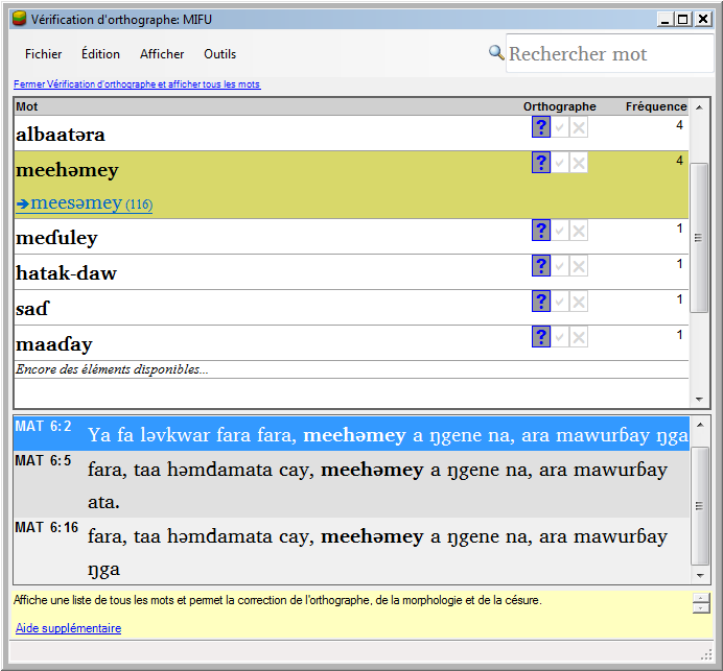 Vérification d'orthographe: MIFU
Fichier Édition Afficher Outils Rechercher mot
Fermer Vérification d'orthographe et afficher tous les mots
Mot Orthographe Fréquence
albaatəra ? 4
meehəmey ? 4
➔meesəmey (116)
meɗuley ? 1
hatak-daw ? 1
saɗ ? 1
maaɗay ? 1
Encore des éléments disponibles...
MAT 6:2 Ya fa ləvkwar fara fara, meehəmey a ŋgene na, ara mawurɓay ŋga
MAT 6:5 fara, taa həmdamata cay, meehəmey a ŋgene na, ara mawurɓay
ata.
MAT 6:16 fara, taa həmdamata cay, meehəmey a ŋgene na, ara mawurɓay
ŋga
Affiche une liste de tous les mots et permet la correction de l'orthographe, de la morphologie et de la césure.
Aide supplémentaire